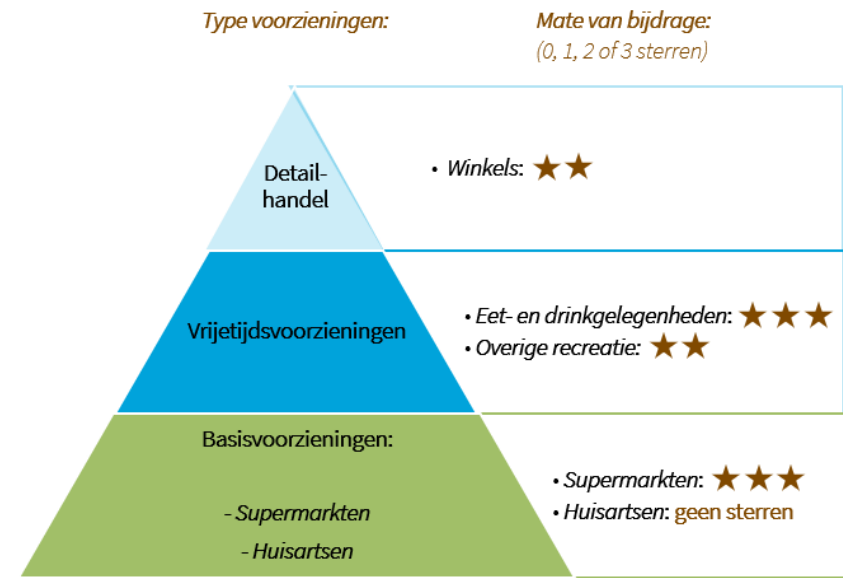 Type voorzieningen:
Mate van bijdrage:
(0, 1, 2 of 3 sterren)
Detail-
handel
• Winkels: ★★
Vrijetijdsvoorzieningen
• Eet- en drinkgelegenheden: ★★★
• Overige recreatie: ★★
Basisvoorzieningen:
- Supermarkten
- Huisartsen
• Supermarkten: ★★★
• Huisartsen: geen sterren